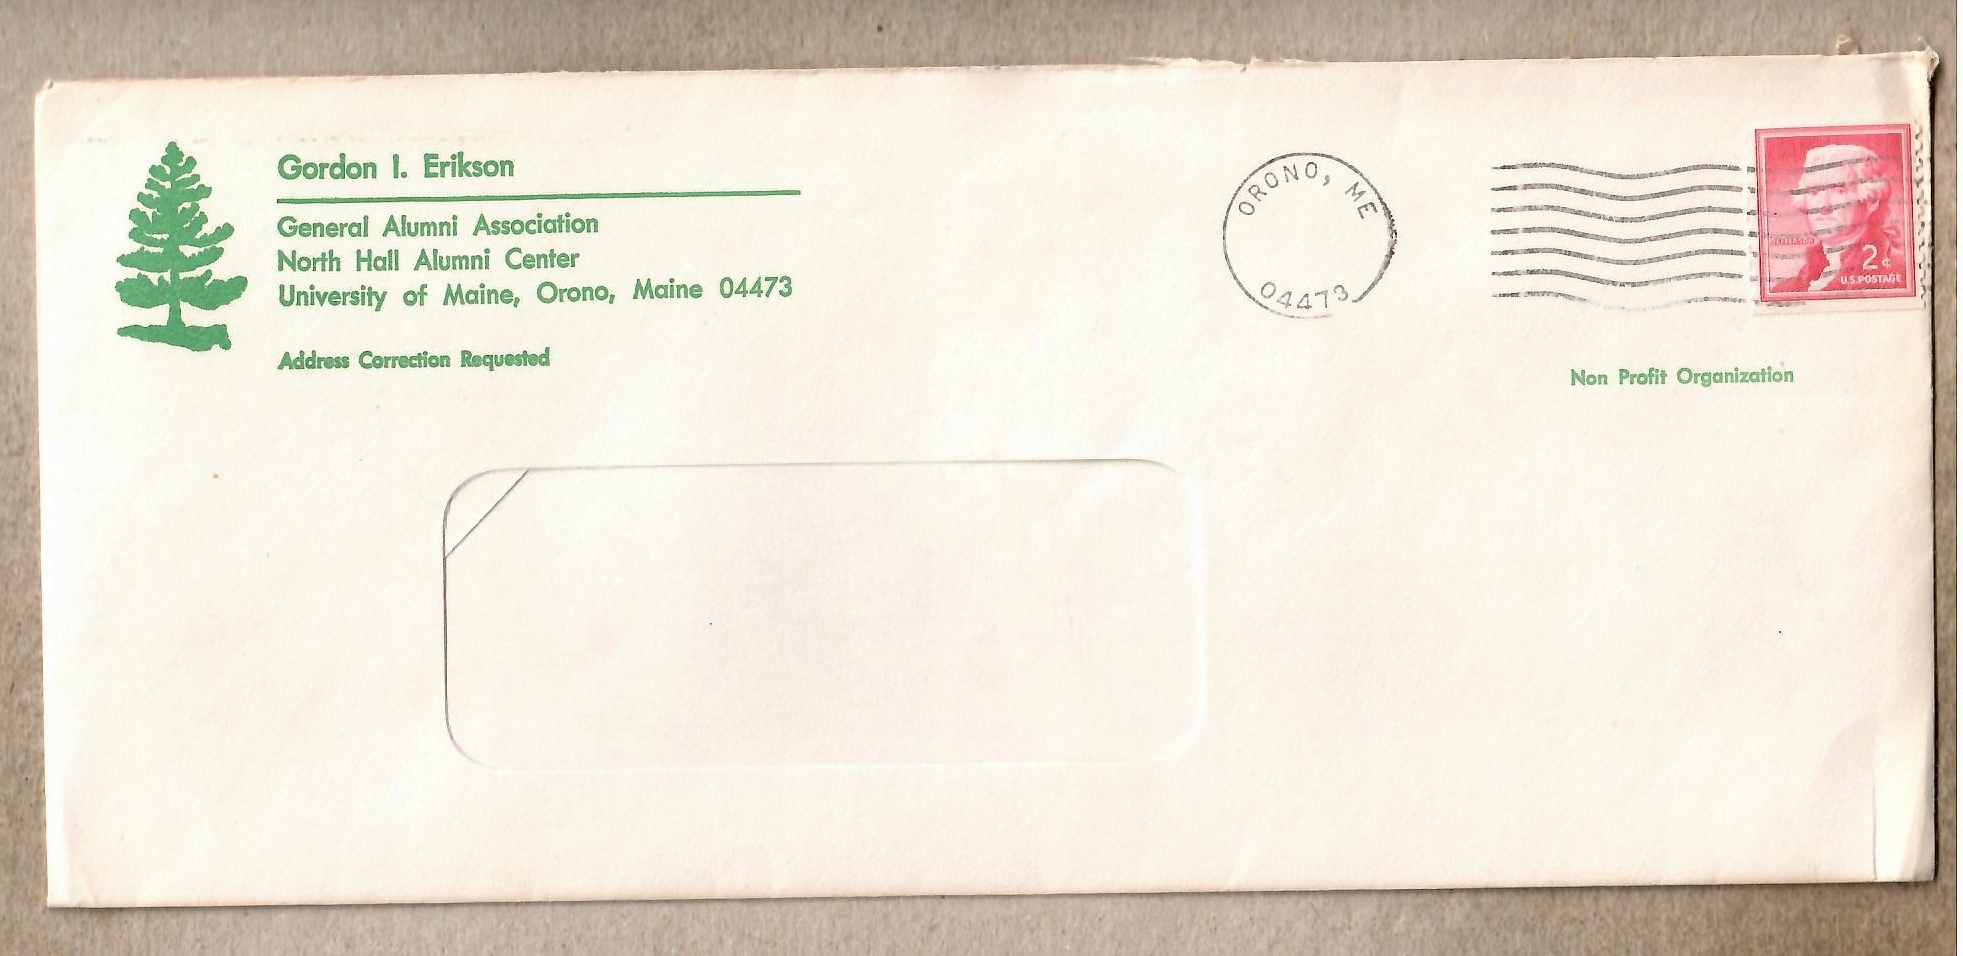 Gordon I. Erikson
General Alumni Association
North Hall Alumni Center
University of Maine, Orono, Maine 04473
Address Correction Requested
ORONO, ME
04473
JEFFERSON
2¢
U.S. POSTAGE
Non Profit Organization